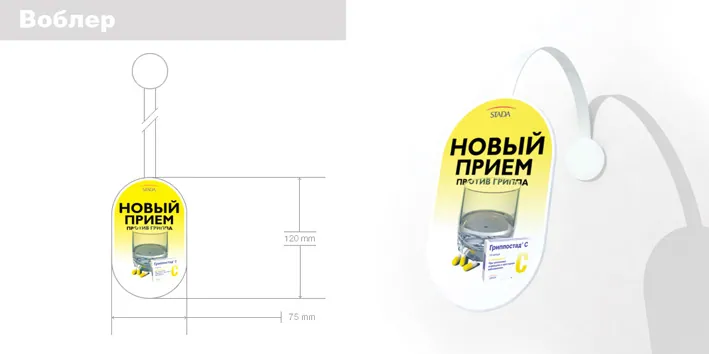 Воблер
STADA
НОВЫЙ
ПРИЕМ
ПРОТИВ ГРИППА
Гриппостад® С
С
120 mm
75 mm
STADA
НОВЫЙ
ПРИЕМ
ПРОТИВ ГРИППА
Гриппостад® С
С